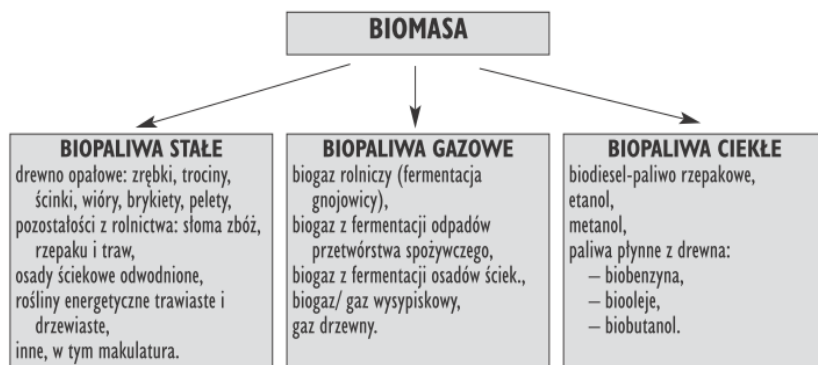 BIOMASA
BIOPALIWA STAŁE
drewno opałowe: zrębki, trociny,
ścinki, wióry, brykiety, pelety,
pozostałości z rolnictwa: słoma zbóż,
rzepaku i traw,
osady ściekowe odwodnione,
rośliny energetyczne trawiaste i
drzewiaste,
inne, w tym makulatura.
BIOPALIWA GAZOWE
biogaz rolniczy (fermentacja
gnojowicy),
biogaz z fermentacji odpadów
przetwórstwa spożywczego,
biogaz z fermentacji osadów ściek.,
biogaz/ gaz wysypiskowy,
gaz drzewny.
BIOPALIWA CIEKŁE
biodiesel-paliwo rzepakowe,
etanol,
metanol,
paliwa płynne z drewna:
– biobenzyna,
– biooleje,
– biobutanol.